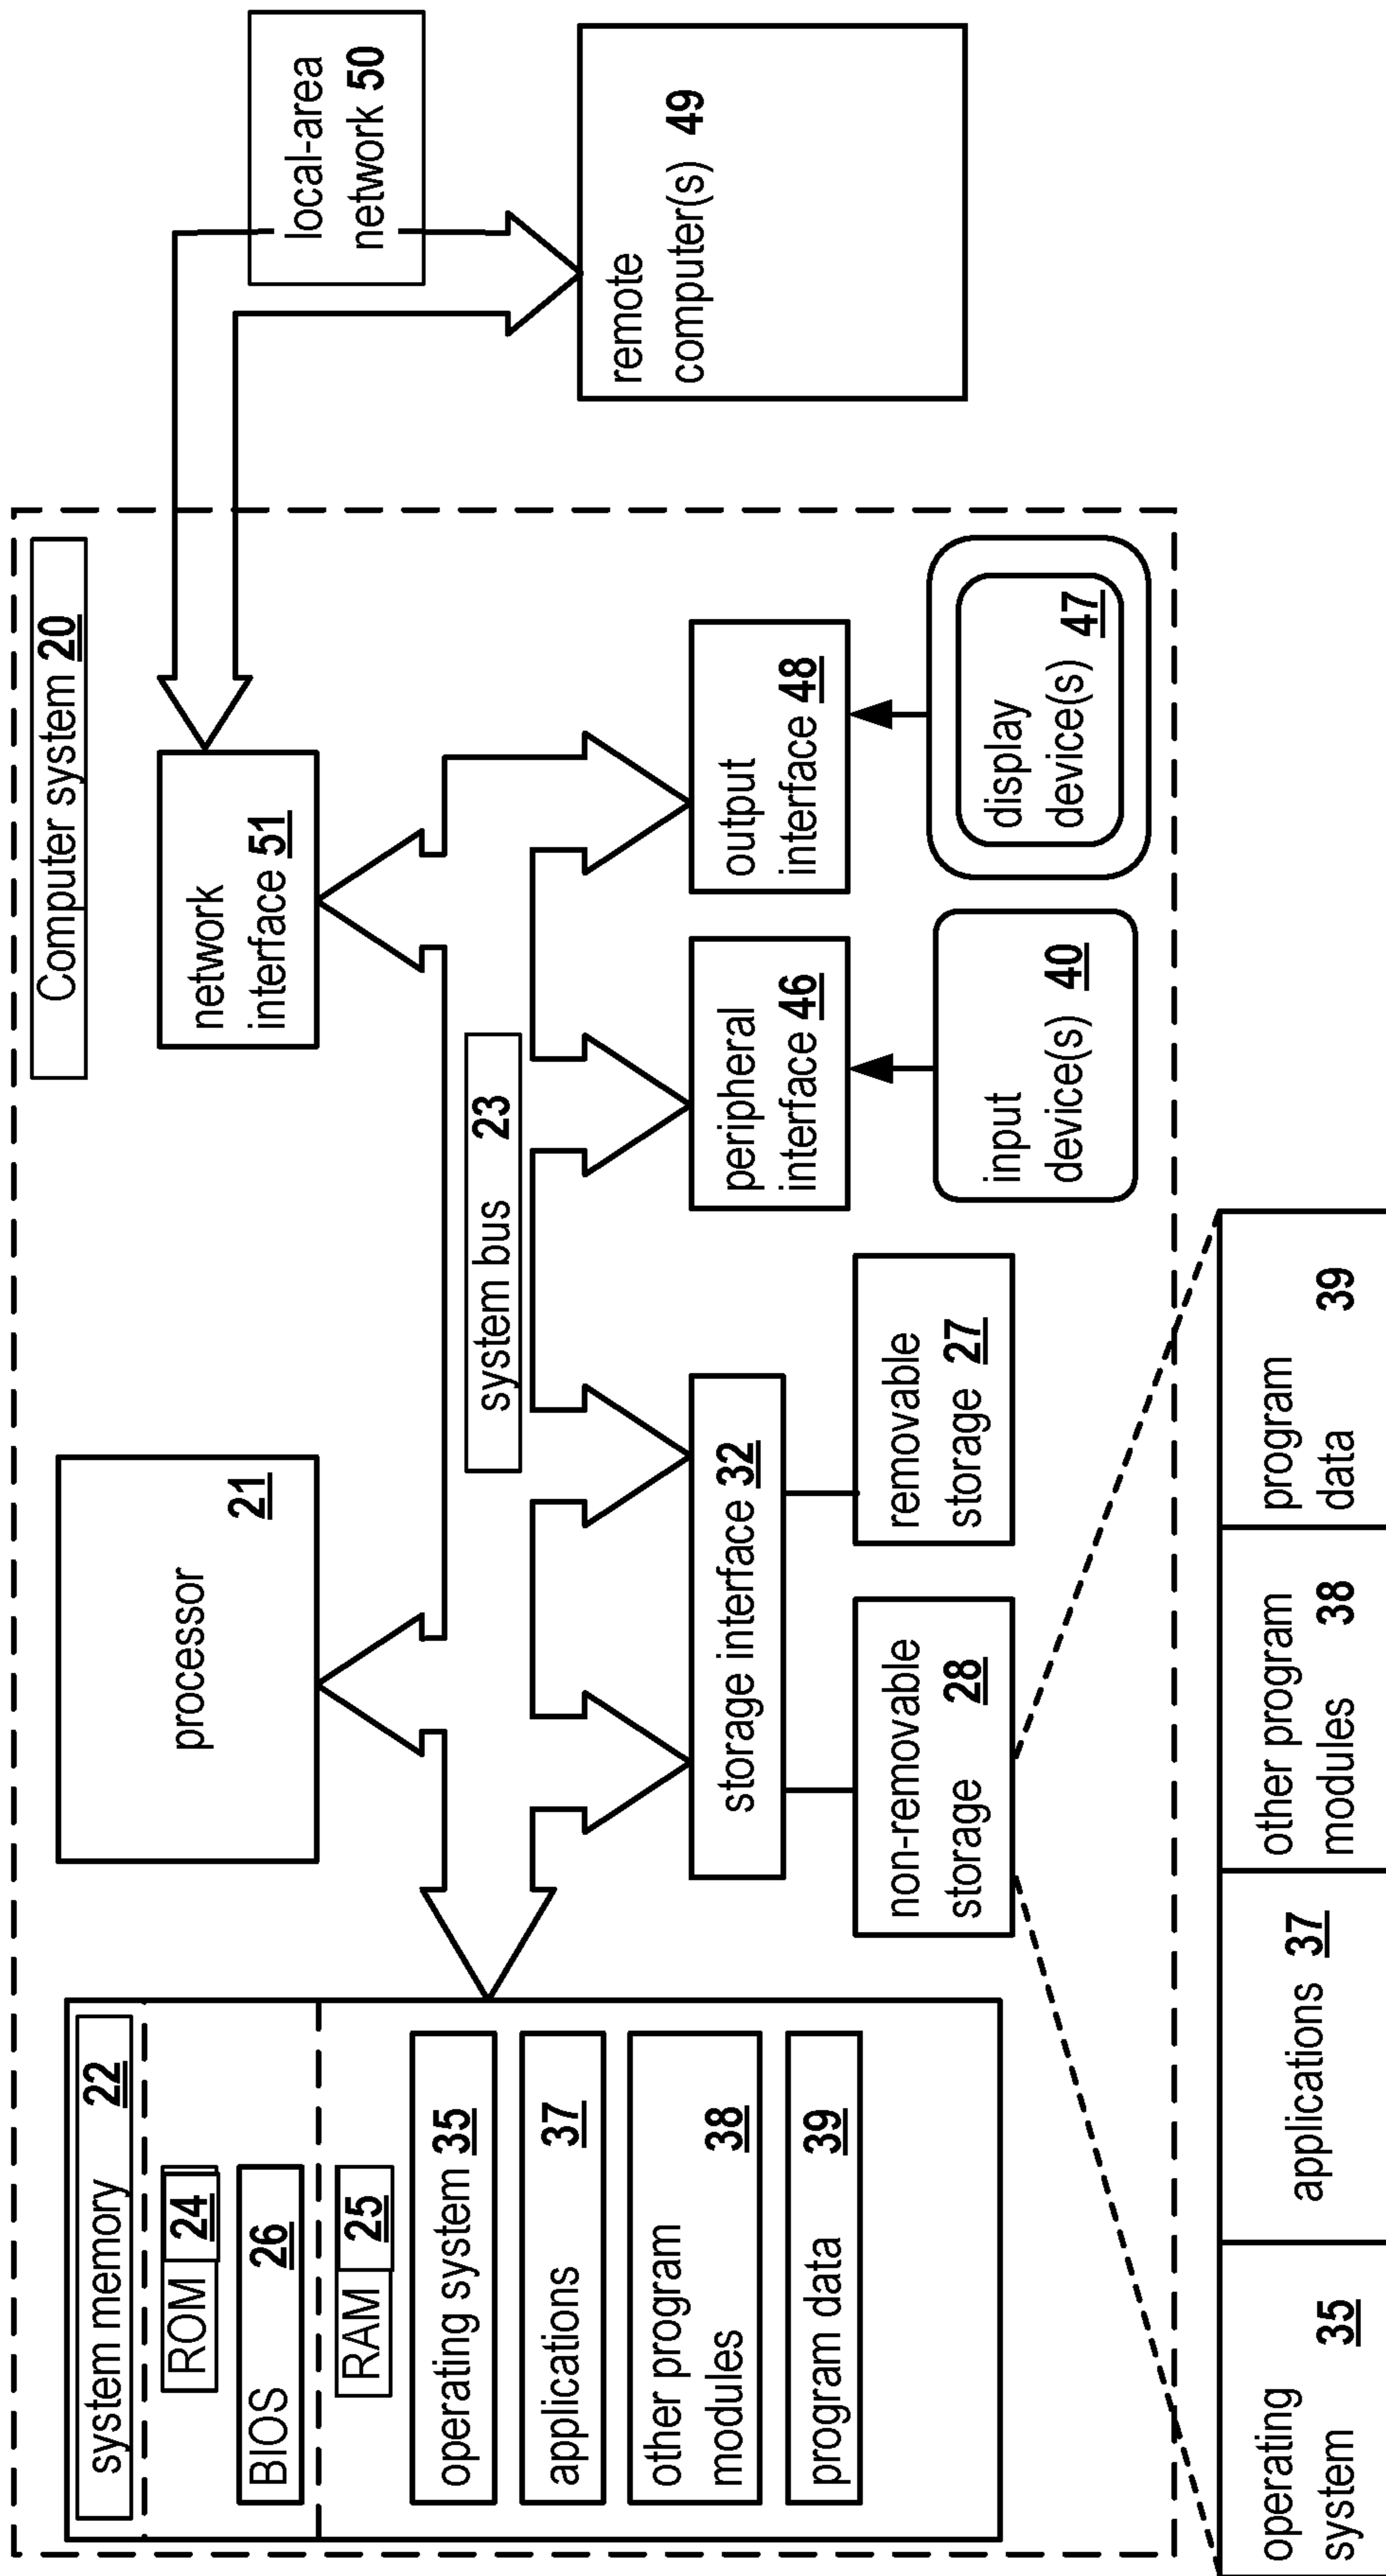 Computer system 20
system memory 22
ROM 24
BIOS 26
RAM 25
operating system 35
applications 37
other program
modules 38
program data 39
processor 21
network
interface 51
local-area
network 50
system bus 23
storage interface 32
peripheral
interface 46
output
interface 48
remote
computer(s) 49
non-removable
storage 28
removable
storage 27
input
device(s) 40
display
device(s) 47
operating
system 35
applications 37
other program
modules 38
program
data 39